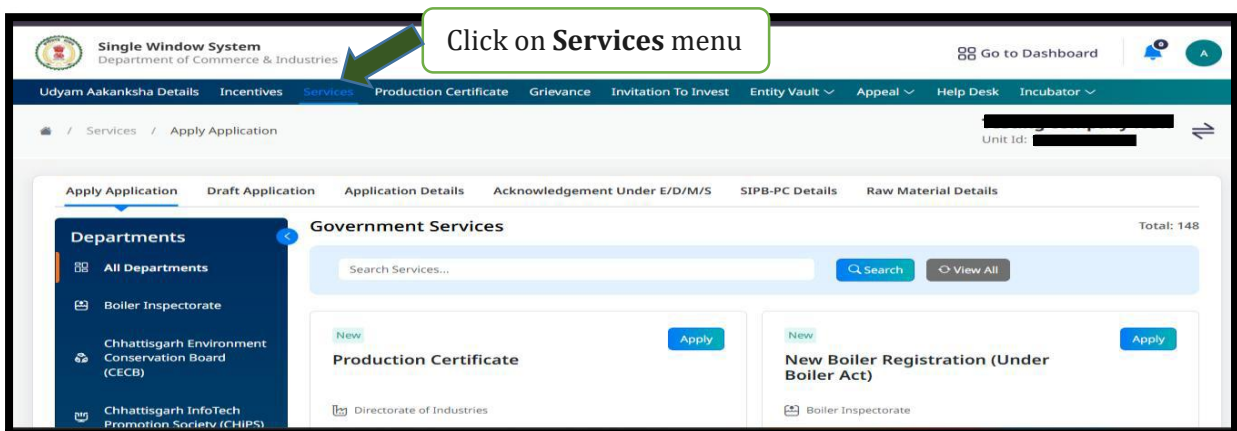 Click on Services menu
Single Window System
Department of Commerce & Industries
Go to Dashboard
A
Udyam Aakanksha Details Incentives Services Production Certificate Grievance Invitation To Invest Entity Vault Appeal Help Desk Incubator
/ Services / Apply Application
Unit Id:
Apply Application Draft Application Application Details Acknowledgement Under E/D/M/S SIPB-PC Details Raw Material Details
Departments
All Departments
Boiler Inspectorate
Chhattisgarh Environment
Conservation Board
(CECB)
Chhattisgarh InfoTech
Promotion Society (CHiPS)
Government Services
Total: 148
Search Services...
Search
View All
New
Apply
Production Certificate
Directorate of Industries
New
Apply
New Boiler Registration (Under
Boiler Act)
Boiler Inspectorate